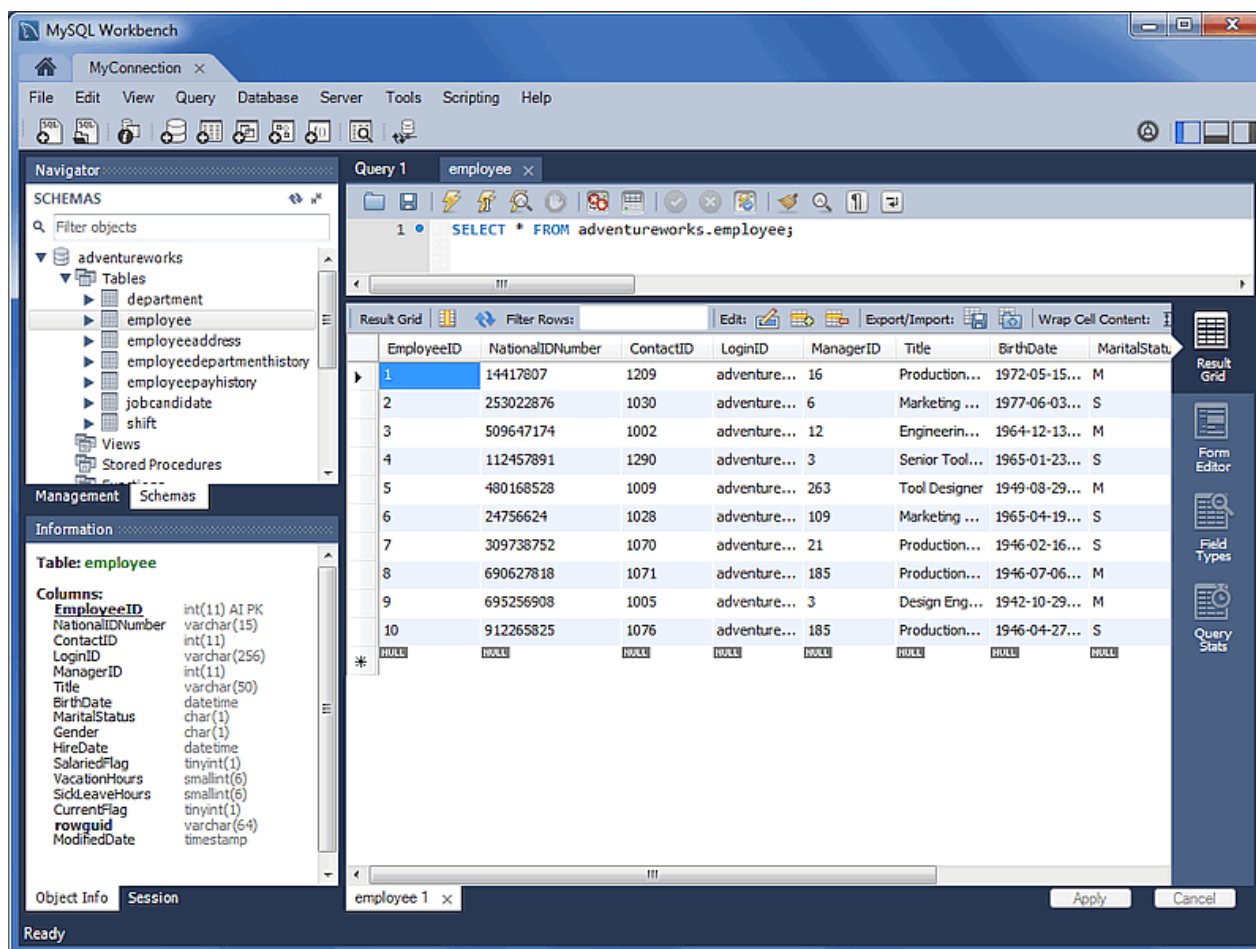 MySQL Workbench
MyConnection ×
File Edit View Query Database Server Tools Scripting Help
Navigator
SCHEMAS
Filter objects
adventureworks
Tables
department
employee
employeeaddress
employeedepartmenthistory
employeepayhistory
jobcandidate
shift
Views
Stored Procedures
Management Schemas
Information
Table: employee
Columns:
EmployeeID int(11) AI PK
NationalIDNumber varchar(15)
ContactID int(11)
LoginID varchar(256)
ManagerID int(11)
Title varchar(50)
BirthDate datetime
MaritalStatus char(1)
Gender char(1)
HireDate datetime
SalariedFlag tinyint(1)
VacationHours smallint(6)
SickLeaveHours smallint(6)
CurrentFlag tinyint(1)
rowguid varchar(64)
ModifiedDate timestamp
Object Info Session
Query 1 employee ×
1 SELECT * FROM adventureworks.employee;
Result Grid Filter Rows: Edit: Export/Import: Wrap Cell Content:
EmployeeID NationalIDNumber ContactID LoginID ManagerID Title BirthDate MaritalStatu
1 14417807 1209 adventure... 16 Production... 1972-05-15... M
2 253022876 1030 adventure... 6 Marketing ... 1977-06-03... S
3 509647174 1002 adventure... 12 Engineerin... 1964-12-13... M
4 112457891 1290 adventure... 3 Senior Tool... 1965-01-23... S
5 480168528 1009 adventure... 263 Tool Designer 1949-08-29... M
6 24756624 1028 adventure... 109 Marketing ... 1965-04-19... S
7 309738752 1070 adventure... 21 Production... 1946-02-16... S
8 690627818 1071 adventure... 185 Production... 1946-07-06... M
9 695256908 1005 adventure... 3 Design Eng... 1942-10-29... M
10 912265825 1076 adventure... 185 Production... 1946-04-27... S
NULL NULL NULL NULL NULL NULL NULL NULL
Result
Grid
Form
Editor
Field
Types
Query
Stats
employee 1 ×
Apply Cancel
Ready